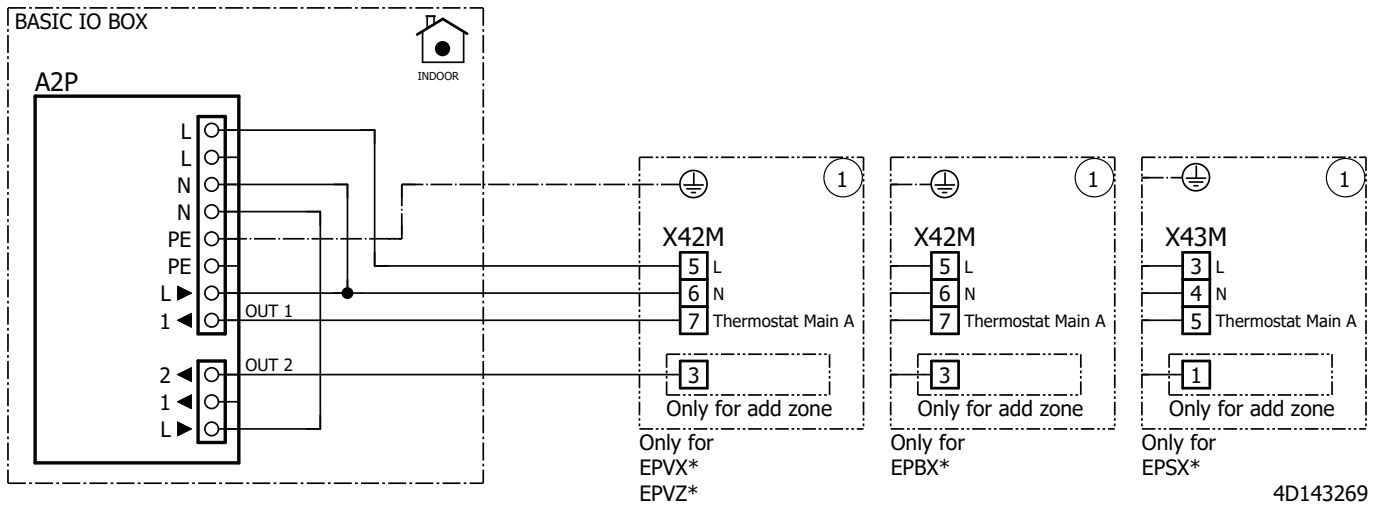 BASIC IO BOX
INDOOR
A2P
L
L
N
N
PE
PE
L ▶
1 ◀ OUT 1
2 ◀ OUT 2
1 ◀
L ▶
1
X42M
5 L
6 N
7 Thermostat Main A
3
Only for add zone
Only for
EPVX*
EPVZ*
1
X42M
5 L
6 N
7 Thermostat Main A
3
Only for add zone
Only for
EPBX*
1
X43M
3 L
4 N
5 Thermostat Main A
1
Only for add zone
Only for
EPSX*
4D143269